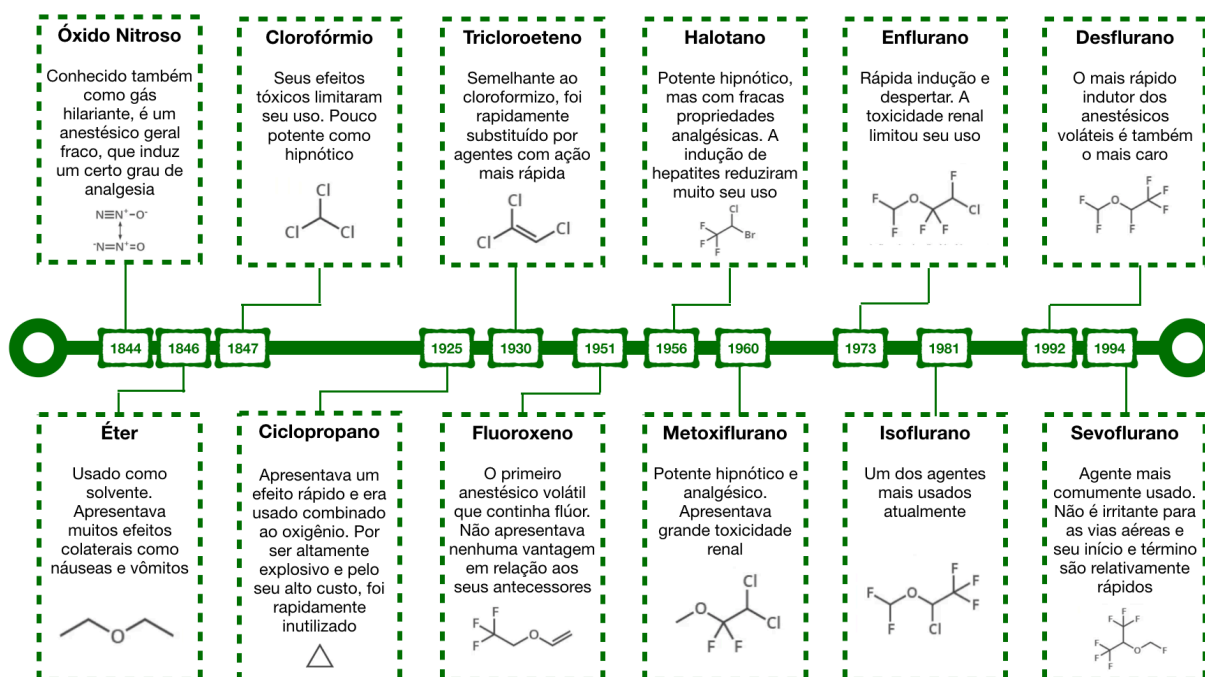 Óxido Nitroso
Conhecido também
como gás
hilariante, é um
anestésico geral
fraco, que induz
um certo grau de
analgesia
N≡N⁺–O⁻
⁻N=N⁺=O
Clorofórmio
Seus efeitos
tóxicos limitaram
seu uso. Pouco
potente como
hipnótico
Cl
Cl
Cl
Tricloroeteno
Semelhante ao
cloroformizo, foi
rapidamente
substituído por
agentes com ação
mais rápida
Cl
Cl
Cl
Halotano
Potente hipnótico,
mas com fracas
propriedades
analgésicas. A
indução de
hepatites reduziram
muito seu uso
Cl
F
Br
F
F
Enflurano
Rápida indução e
despertar. A
toxicidade renal
limitou seu uso
F
F
O
Cl
F
F
F
Desflurano
O mais rápido
indutor dos
anestésicos
voláteis é também
o mais caro
F
F
O
F
F
F
F
1844
1846
1847
1925
1930
1951
1956
1960
1973
1981
1992
1994
Éter
Usado como
solvente.
Apresentava
muitos efeitos
colaterais como
náuseas e vômitos
O
Ciclopropano
Apresentava um
efeito rápido e era
usado combinado
ao oxigênio. Por
ser altamente
explosivo e pelo
seu alto custo, foi
rapidamente
inutilizado
Fluoroxeno
O primeiro
anestésico volátil
que continha flúor.
Não apresentava
nenhuma vantagem
em relação aos
seus antecessores
F
F
F
O
Metoxiflurano
Potente hipnótico e
analgésico.
Apresentava
grande toxicidade
renal
Cl
O
Cl
F
F
Isoflurano
Um dos agentes
mais usados
atualmente
F
F
O
F
F
F
Cl
Sevoflurano
Agente mais
comumente usado.
Não é irritante para
as vias aéreas e
seu início e término
são relativamente
rápidos
F
F
F
F
F
O
F
F